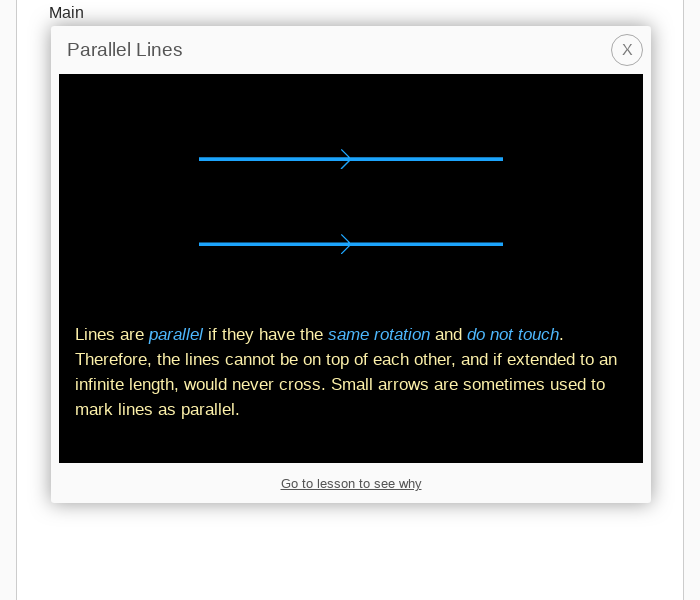 Main
Parallel Lines
X
Lines are parallel if they have the same rotation and do not touch.
Therefore, the lines cannot be on top of each other, and if extended to an
infinite length, would never cross. Small arrows are sometimes used to
mark lines as parallel.
Go to lesson to see why